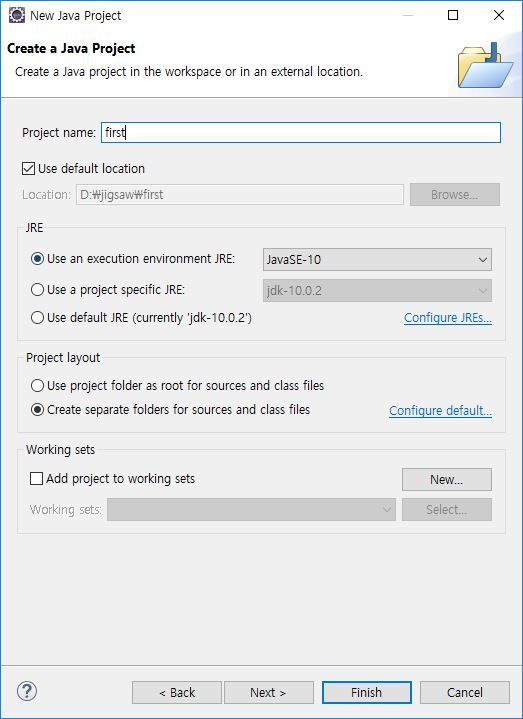 New Java Project
Create a Java Project
Create a Java project in the workspace or in an external location.
Project name: first
Use default location
Location: D:₩jigsaw₩first Browse...
JRE
Use an execution environment JRE: JavaSE-10
Use a project specific JRE: jdk-10.0.2
Use default JRE (currently 'jdk-10.0.2') Configure JREs...
Project layout
Use project folder as root for sources and class files
Create separate folders for sources and class files Configure default...
Working sets
Add project to working sets New...
Working sets: Select...
? < Back Next > Finish Cancel